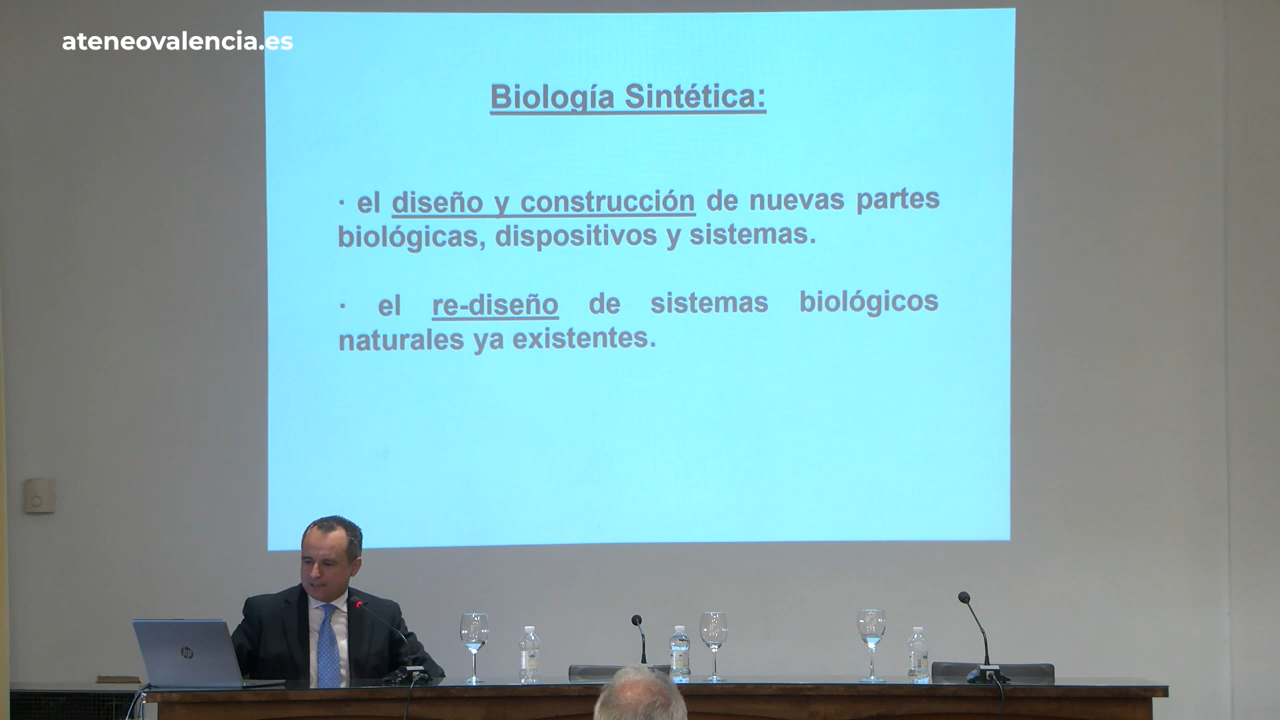 ateneovalencia.es
Biología Sintética:
· el diseño y construcción de nuevas partes
biológicas, dispositivos y sistemas.
· el re-diseño de sistemas biológicos
naturales ya existentes.
hp